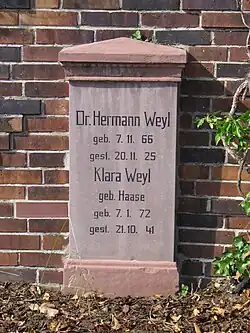 Dr. Hermann Weyl
geb. 7. 11. 66
gest. 20. 11. 25
Klara Weyl
geb. Haase
geb. 7. 1. 72
gest. 21. 10. 41